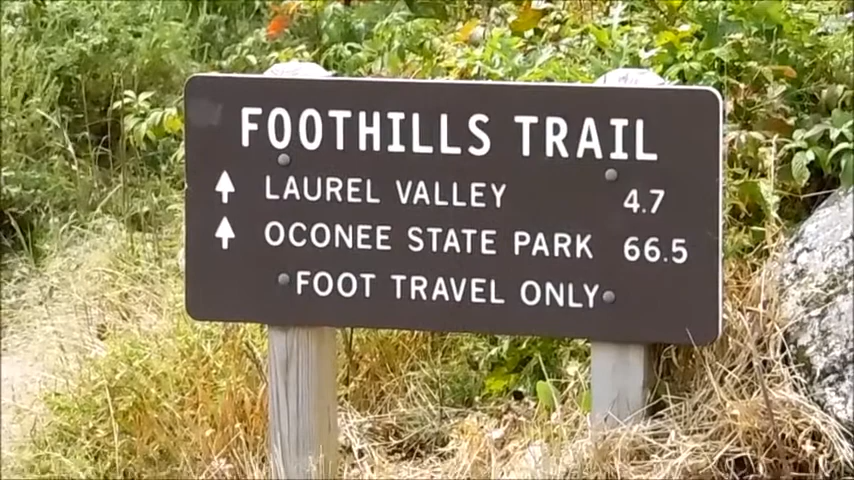 FOOTHILLS TRAIL
LAUREL VALLEY 4.7
OCONEE STATE PARK 66.5
FOOT TRAVEL ONLY